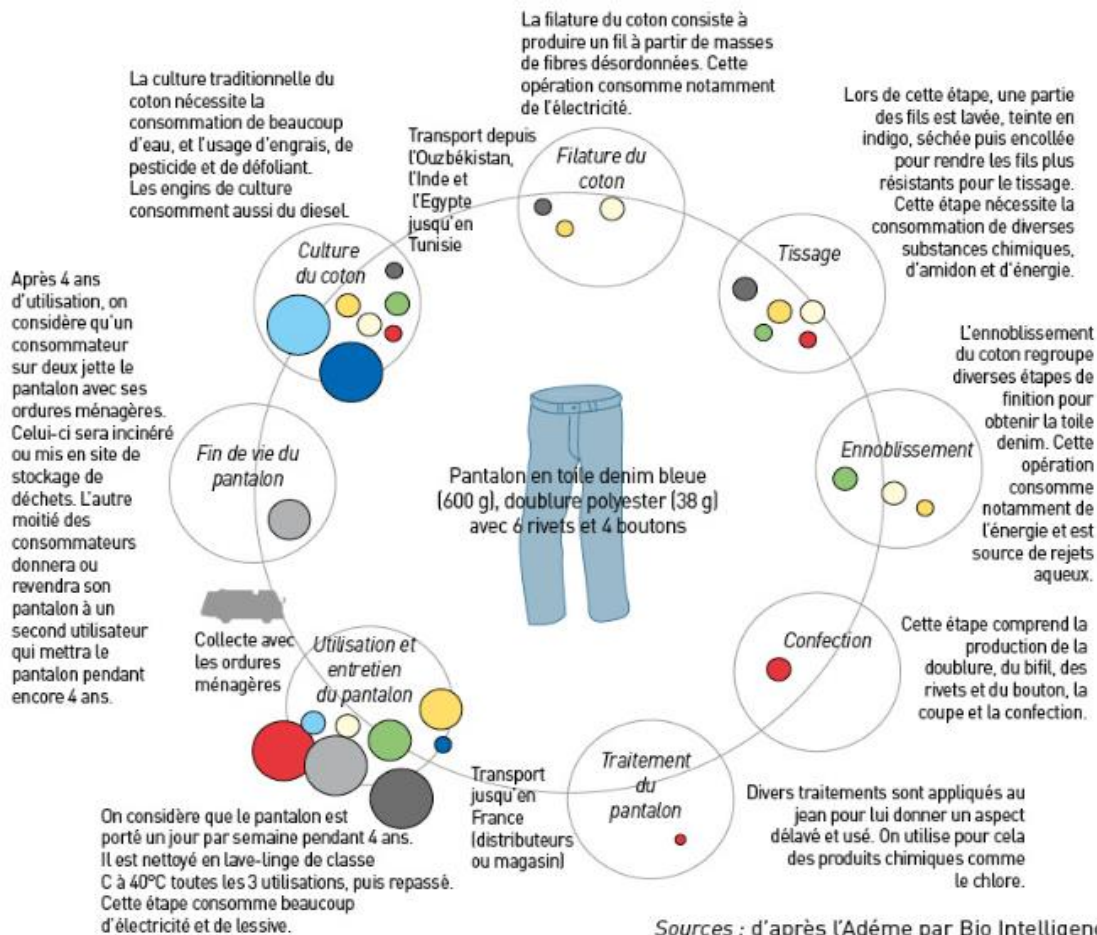 La filature du coton consiste à
produire un fil à partir de masses
de fibres désordonnées. Cette
opération consomme notamment
de l'électricité.
La culture traditionnelle du
coton nécessite la
consommation de beaucoup
d'eau, et l'usage d'engrais, de
pesticide et de défoliant.
Les engins de culture
consomment aussi du diesel.
Transport depuis
l'Ouzbékistan,
l'Inde et
l'Egypte
jusqu'en
Tunisie
Filature du
coton
Lors de cette étape, une partie
des fils est lavée, teinte en
indigo, séchée puis encollée
pour rendre les fils plus
résistants pour le tissage.
Cette étape nécessite la
consommation de diverses
substances chimiques,
d'amidon et d'énergie.
Culture
du coton
Tissage
Après 4 ans
d'utilisation, on
considère qu'un
consommateur
sur deux jette le
pantalon avec ses
ordures ménagères.
Celui-ci sera incinéré
ou mis en site de
stockage de
déchets. L'autre
moitié des
consommateurs
donnera ou
revendra son
pantalon à un
second utilisateur
qui mettra le
pantalon pendant
encore 4 ans.
L'ennoblissement
du coton regroupe
diverses étapes de
finition pour
obtenir la toile
denim. Cette
opération
consomme
notamment de
l'énergie et est
source de rejets
aqueux.
Fin de vie du
pantalon
Pantalon en toile denim bleue
(600 g), doublure polyester (38 g)
avec 6 rivets et 4 boutons
Ennoblissement
Collecte avec
les ordures
ménagères
Utilisation et
entretien
du pantalon
Confection
Cette étape comprend la
production de la
doublure, du bifil, des
rivets et du bouton, la
coupe et la confection.
Transport
jusqu'en
France
(distributeurs
ou magasin)
Traitement
du
pantalon
Divers traitements sont appliqués au
jean pour lui donner un aspect
délavé et usé. On utilise pour cela
des produits chimiques comme
le chlore.
On considère que le pantalon est
porté un jour par semaine pendant 4 ans.
Il est nettoyé en lave-linge de classe
C à 40°C toutes les 3 utilisations, puis repassé.
Cette étape consomme beaucoup
d'électricité et de lessive.
Sources : d'après l'Adéme par Bio Intelligenc